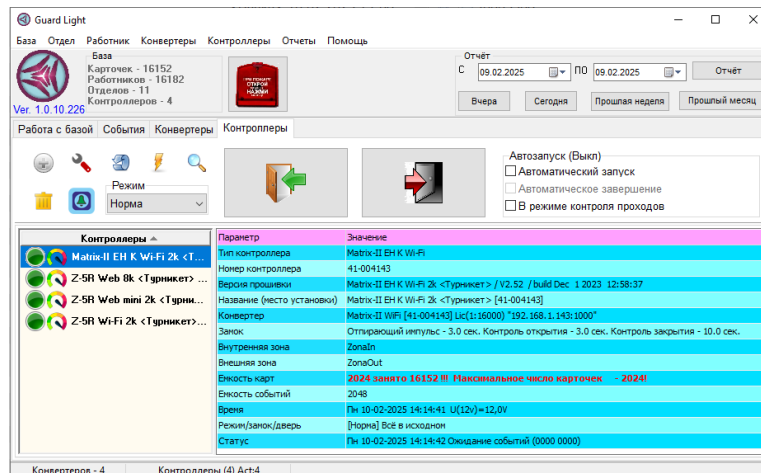 Guard Light
База Отдел Работник Конвертеры Контроллеры Отчеты Помощь
База
Карточек - 16152
Работников - 16182
Отделов - 11
Контроллеров - 4
Ver. 1.0.10.226
Отчёт
С 09.02.2025 ПО 09.02.2025 Отчёт
Вчера Сегодня Прошлая неделя Прошлый месяц
Работа с базой События Конвертеры Контроллеры
Режим
Норма
Автозапуск (Выкл)
Автоматический запуск
Автоматическое завершение
В режиме контроля проходов
Контроллеры
Matrix-II EH K Wi-Fi 2k <Т...
Z-5R Web 8k <Турникет> ...
Z-5R Web mini 2k <Турни...
Z-5R Wi-Fi 2k <Турникет>...
Параметр Значение
Тип контроллера Matrix-II EH K Wi-Fi
Номер контроллера 41-004143
Версия прошивки Matrix-II EH K Wi-Fi 2k <Турникет> / V2.52 / build Dec 1 2023 12:58:37
Название (место установки) Matrix-II EH K Wi-Fi 2k <Турникет> [41-004143]
Конвертер Matrix-II WiFi [41-004143] Lic(1:16000) "192.168.1.143:1000"
Замок Отпирающий импульс - 3.0 сек. Контроль открытия - 3.0 сек. Контроль закрытия - 10.0 сек.
Внутренняя зона ZonaIn
Внешняя зона ZonaOut
Емкость карт 2024 занято 16152 !!! Максимальное число карточек - 2024!
Емкость событий 2048
Время Пн 10-02-2025 14:14:41 U(12v)=12,0V
Режим/замок/дверь [Норма] Всё в исходном
Статус Пн 10-02-2025 14:14:42 Ожидание событий (0000 0000)
Конвертеров - 4 Контроллеры (4) Act:4